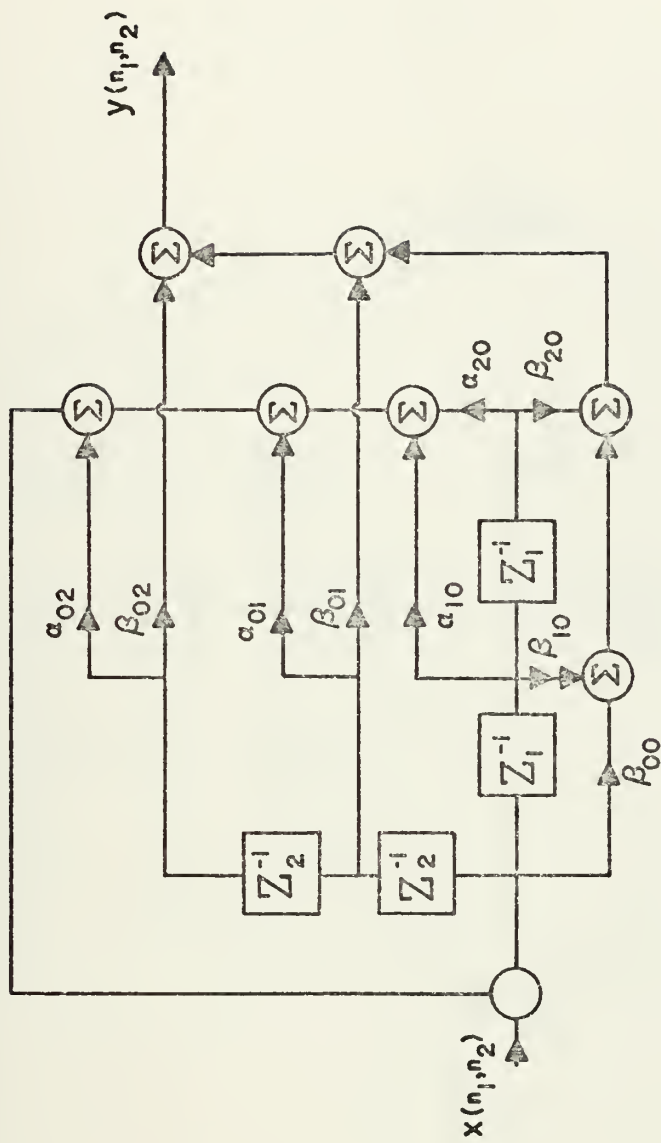 y(n₁,n₂)
Σ
Σ
α₀₂
β₀₂
Σ
Σ
α₀₁
β₀₁
Σ
α₂₀
β₂₀
α₁₀
Z₁⁻¹
Σ
β₁₀
Z₂⁻¹
Z₂⁻¹
Z₁⁻¹
Σ
β₀₀
x(n₁,n₂)